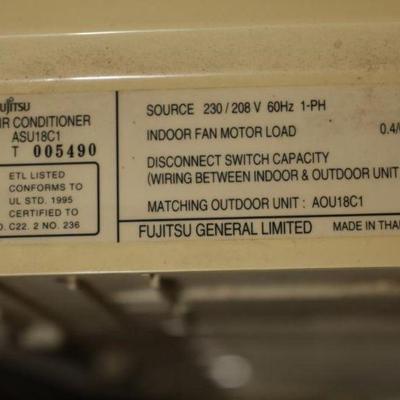 FUJITSU
AIR CONDITIONER
ASU18C1
T 005490
ETL LISTED
CONFORMS TO
UL STD. 1995
CERTIFIED TO
C22. 2 NO. 236
SOURCE 230 / 208 V 60Hz 1-PH
INDOOR FAN MOTOR LOAD 0.4/
DISCONNECT SWITCH CAPACITY
(WIRING BETWEEN INDOOR & OUTDOOR UNIT
MATCHING OUTDOOR UNIT : AOU18C1
FUJITSU GENERAL LIMITED MADE IN THA